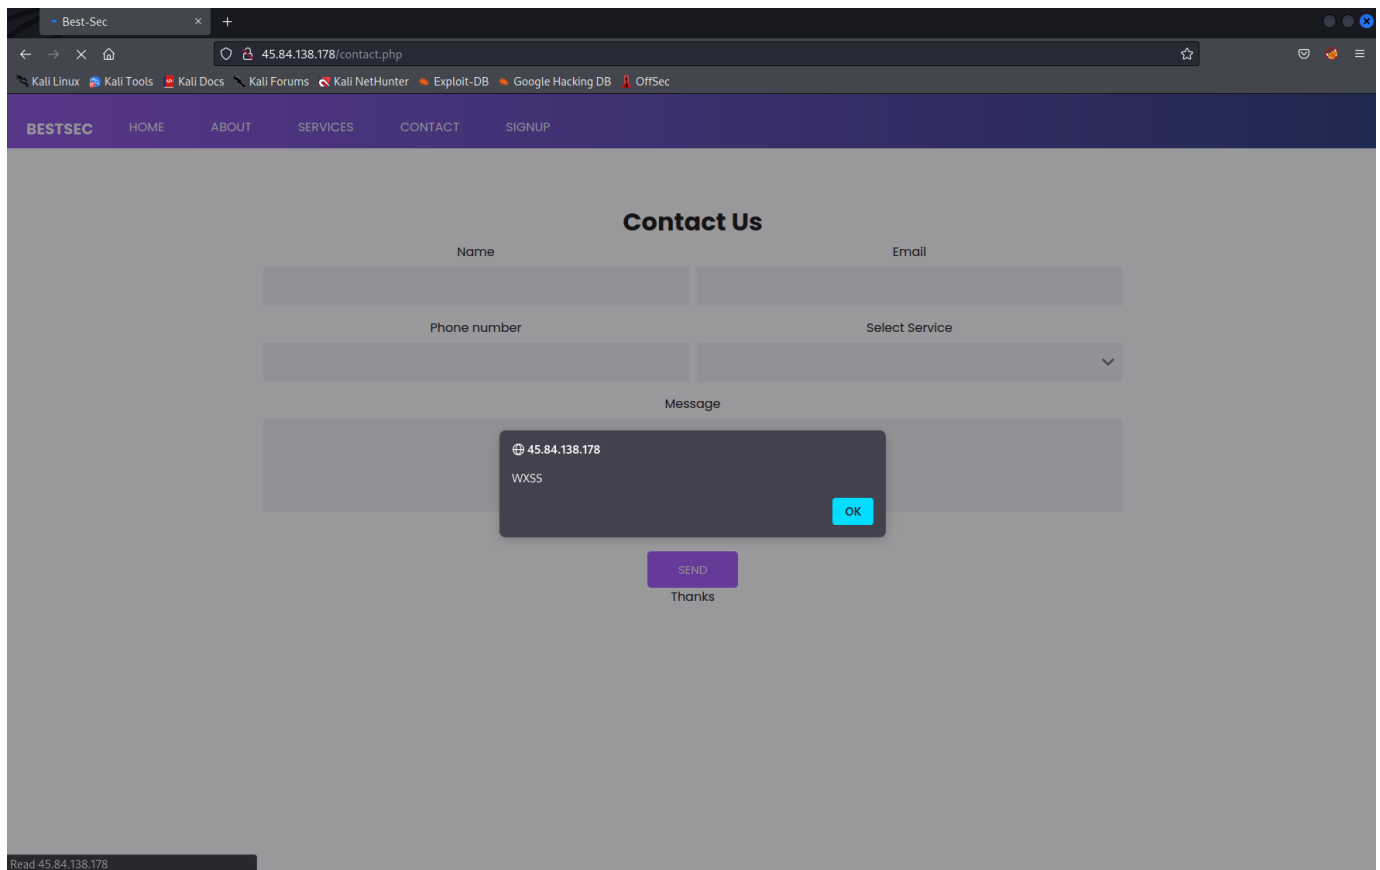 Best-Sec
45.84.138.178/contact.php
Kali Linux Kali Tools Kali Docs Kali Forums Kali NetHunter Exploit-DB Google Hacking DB OffSec
BESTSEC HOME ABOUT SERVICES CONTACT SIGNUP
Contact Us
Name Email
Phone number Select Service
Message
45.84.138.178
WXSS
OK
SEND
Thanks
Read 45.84.138.178